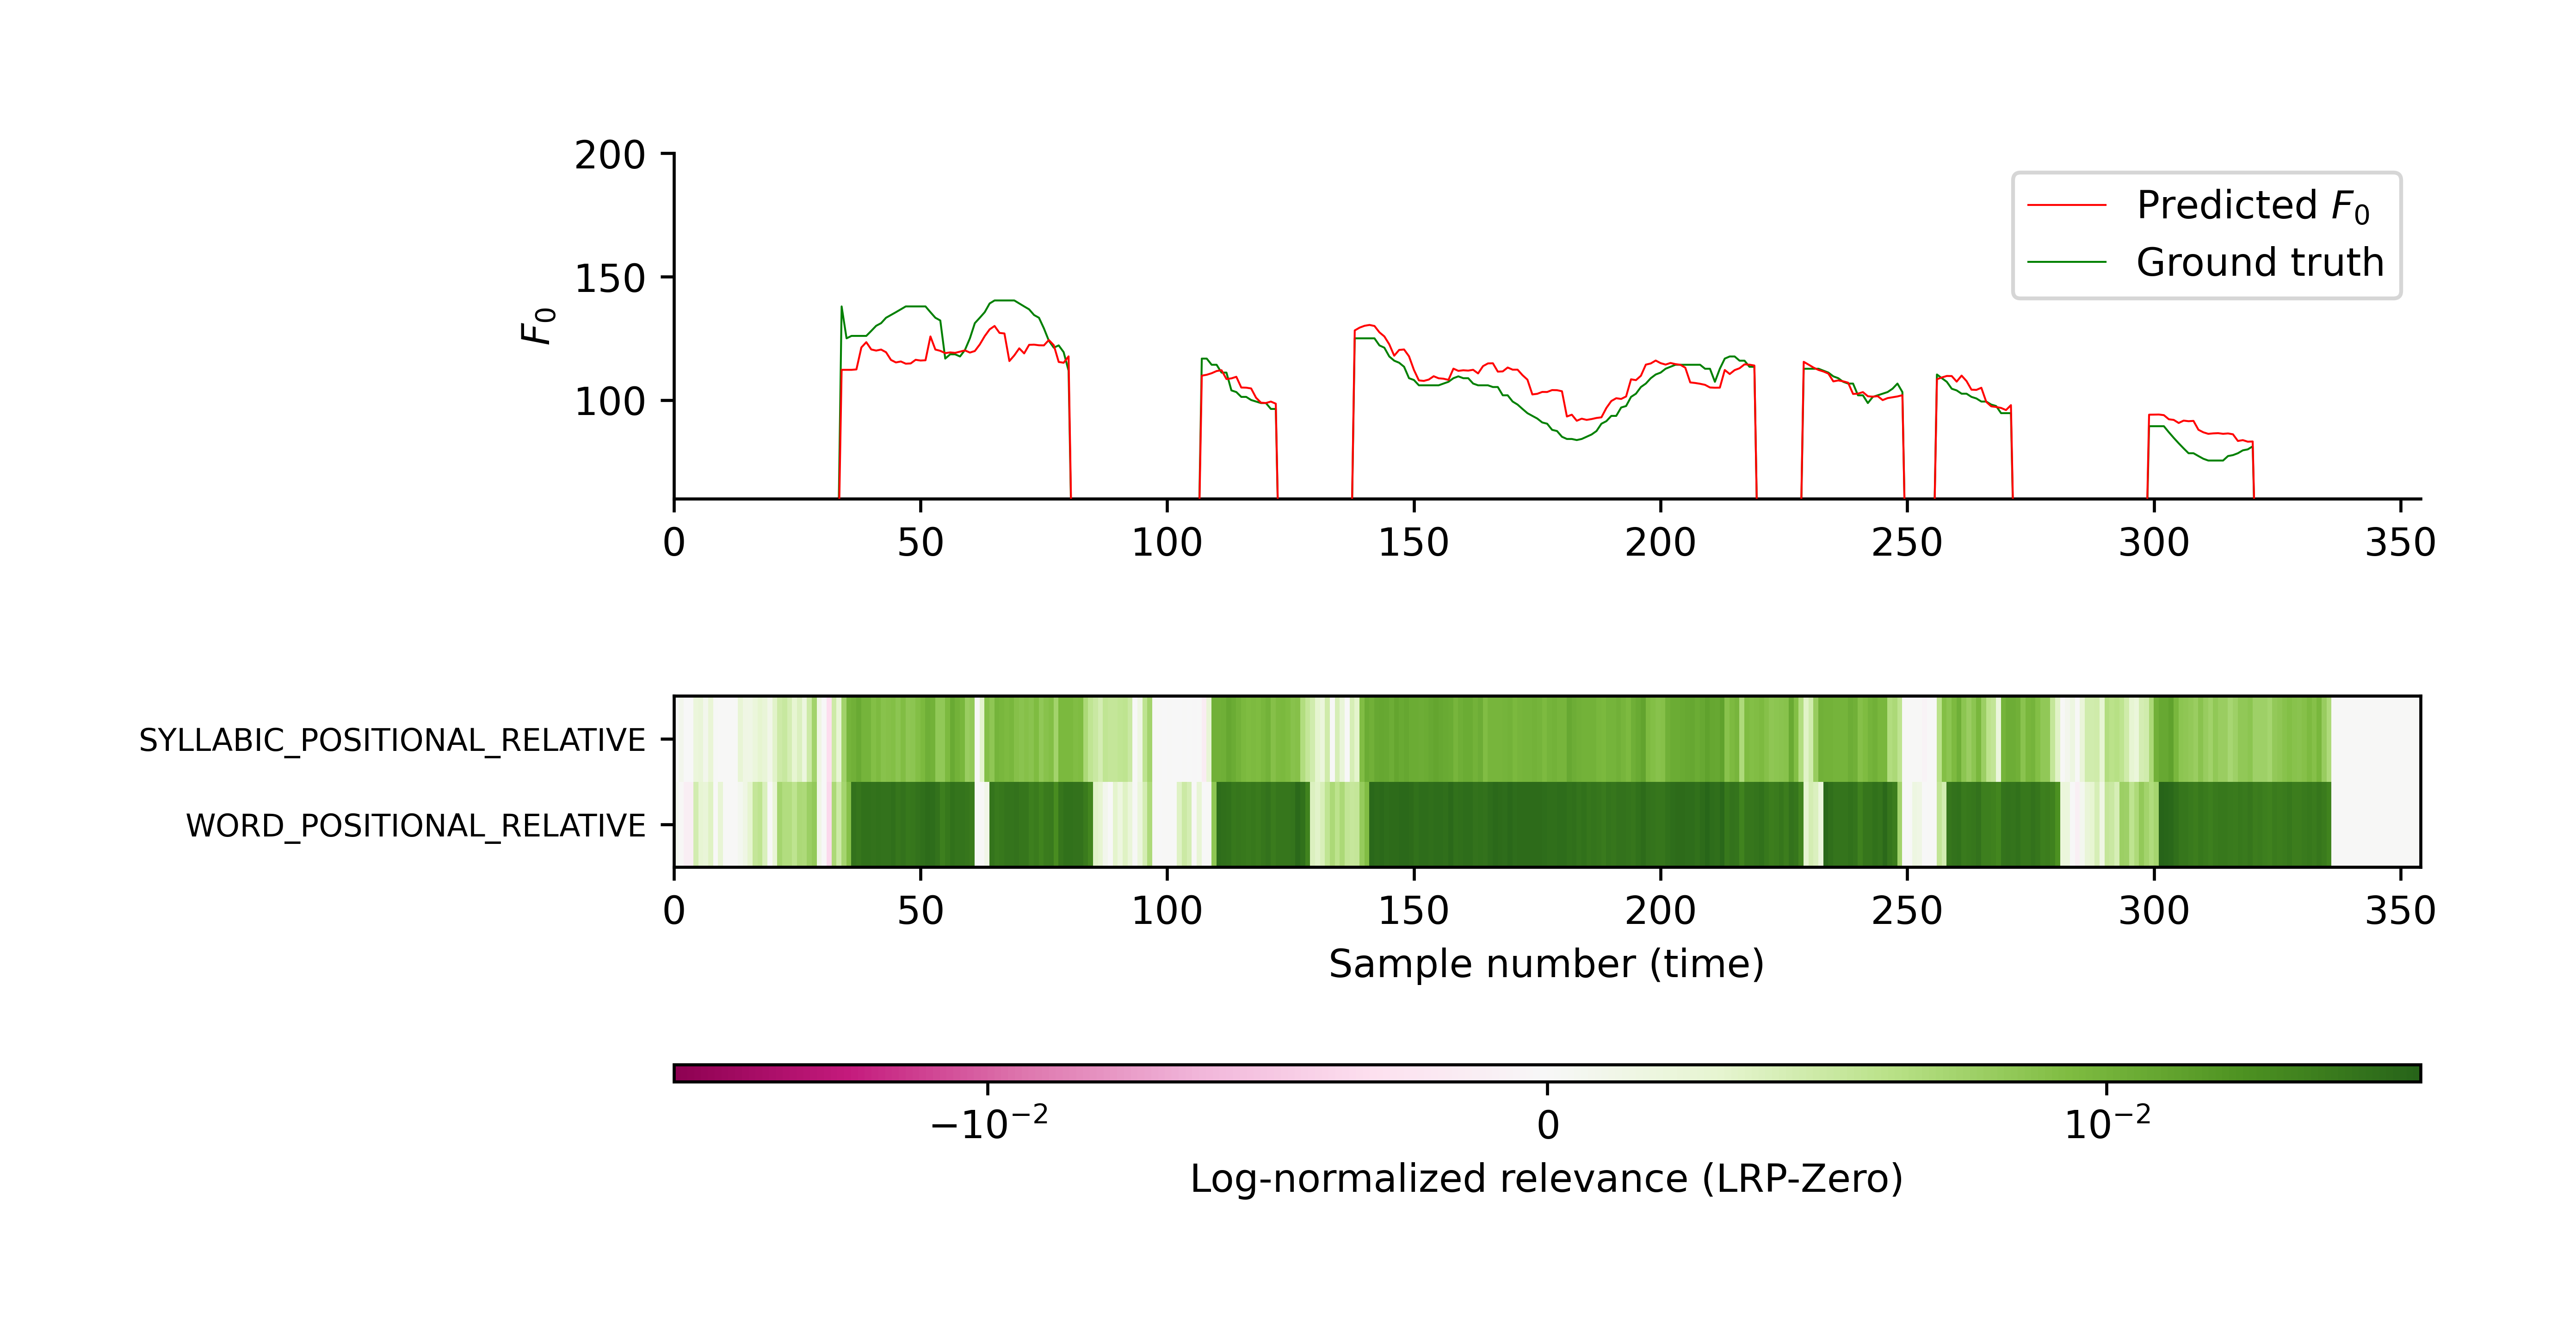 200
150
100
F₀
Predicted F₀
Ground truth
0 50 100 150 200 250 300 350
SYLLABIC_POSITIONAL_RELATIVE
WORD_POSITIONAL_RELATIVE
0 50 100 150 200 250 300 350
Sample number (time)
−10⁻² 0 10⁻²
Log-normalized relevance (LRP-Zero)